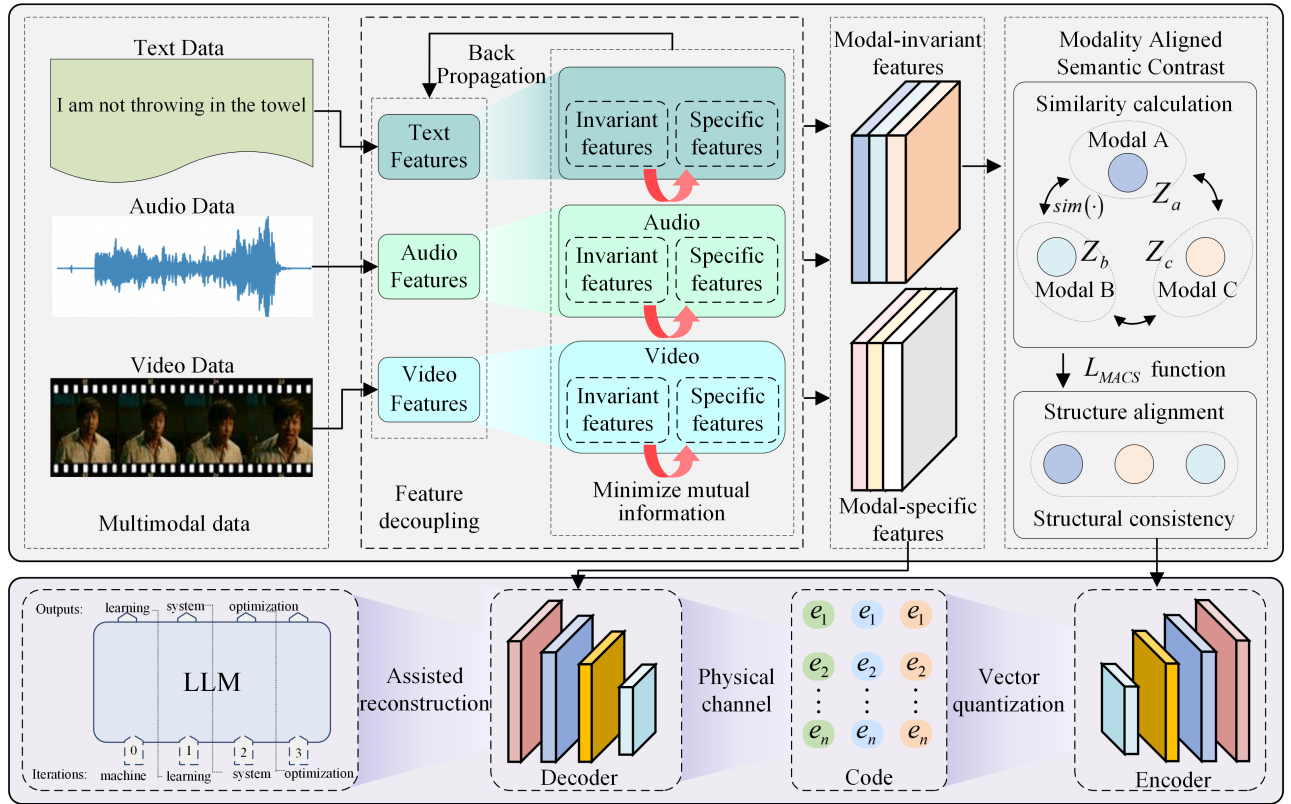 Text Data
I am not throwing in the towel
Audio Data
Video Data
Multimodal data
Back
Propagation
Text
Features
Audio
Features
Video
Features
Feature
decoupling
Invariant
features
Specific
features
Audio
Invariant
features
Specific
features
Video
Invariant
features
Specific
features
Minimize mutual
information
Modal-invariant
features
Modal-specific
features
Modality Aligned
Semantic Contrast
Similarity calculation
Modal A
Z_a
sim(·)
Z_b
Z_c
Modal B
Modal C
L_MACS function
Structure alignment
Structural consistency
Outputs:
learning
system
optimization
LLM
0
1
2
3
Iterations:
machine
learning
system
optimization
Assisted
reconstruction
Decoder
Physical
channel
e_1 e_1 e_1
e_2 e_2 e_2
⋮ ⋮ ⋮
e_n e_n e_n
Code
Vector
quantization
Encoder